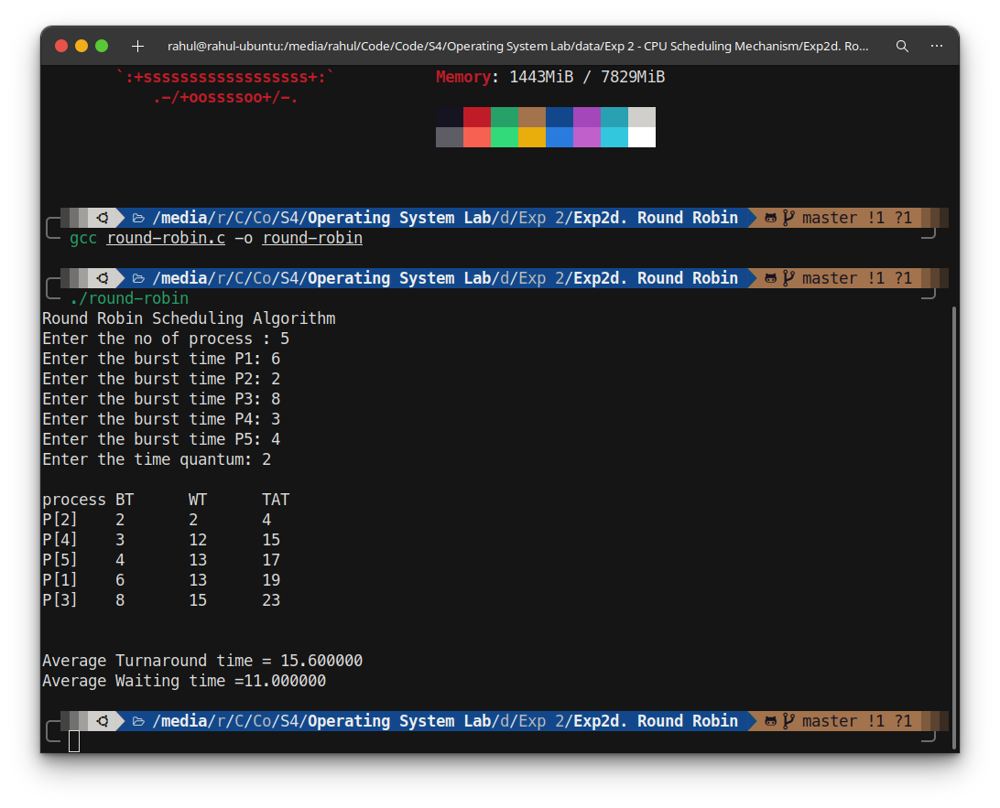 rahul@rahul-ubuntu:/media/rahul/Code/Code/S4/Operating System Lab/data/Exp 2 - CPU Scheduling Mechanism/Exp2d. Ro...
`:+ssssssssssssssssss+:`  Memory: 1443MiB / 7829MiB
.-/+oossssoo+/-.
/media/r/C/Co/S4/Operating System Lab/d/Exp 2/Exp2d. Round Robin  master !1 ?1
gcc round-robin.c -o round-robin
/media/r/C/Co/S4/Operating System Lab/d/Exp 2/Exp2d. Round Robin  master !1 ?1
./round-robin
Round Robin Scheduling Algorithm
Enter the no of process : 5
Enter the burst time P1: 6
Enter the burst time P2: 2
Enter the burst time P3: 8
Enter the burst time P4: 3
Enter the burst time P5: 4
Enter the time quantum: 2
process BT      WT      TAT
P[2]    2       2       4
P[4]    3       12      15
P[5]    4       13      17
P[1]    6       13      19
P[3]    8       15      23
Average Turnaround time = 15.600000
Average Waiting time =11.000000
/media/r/C/Co/S4/Operating System Lab/d/Exp 2/Exp2d. Round Robin  master !1 ?1